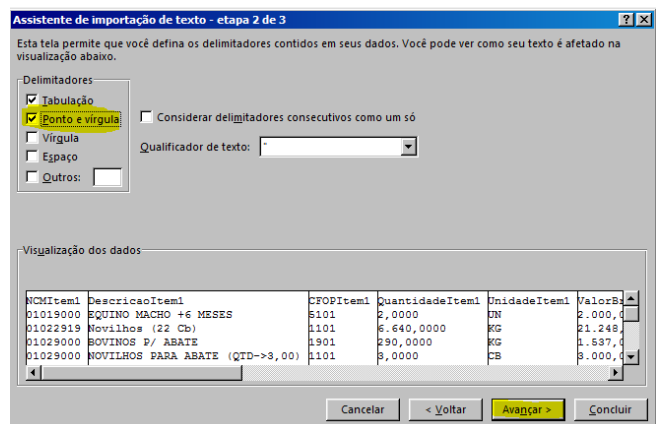 Assistente de importação de texto - etapa 2 de 3
Esta tela permite que você defina os delimitadores contidos em seus dados. Você pode ver como seu texto é afetado na
visualização abaixo.
Delimitadores
Tabulação
Ponto e vírgula
Vírgula
Espaço
Outros:
Considerar delimitadores consecutivos como um só
Qualificador de texto: "
Visualização dos dados
NCMItem1 DescricaoItem1 CFOPItem1 QuantidadeItem1 UnidadeItem1 ValorB
01019000 EQUINO MACHO +6 MESES 5101 2,0000 UN 2.000,
01022919 Novilhos (22 Cb) 1101 6.640,0000 KG 21.248,
01029000 BOVINOS P/ ABATE 1901 290,0000 KG 1.537,
01029000 NOVILHOS PARA ABATE (QTD->3,00) 1101 3,0000 CB 3.000,
Cancelar < Voltar Avançar > Concluir